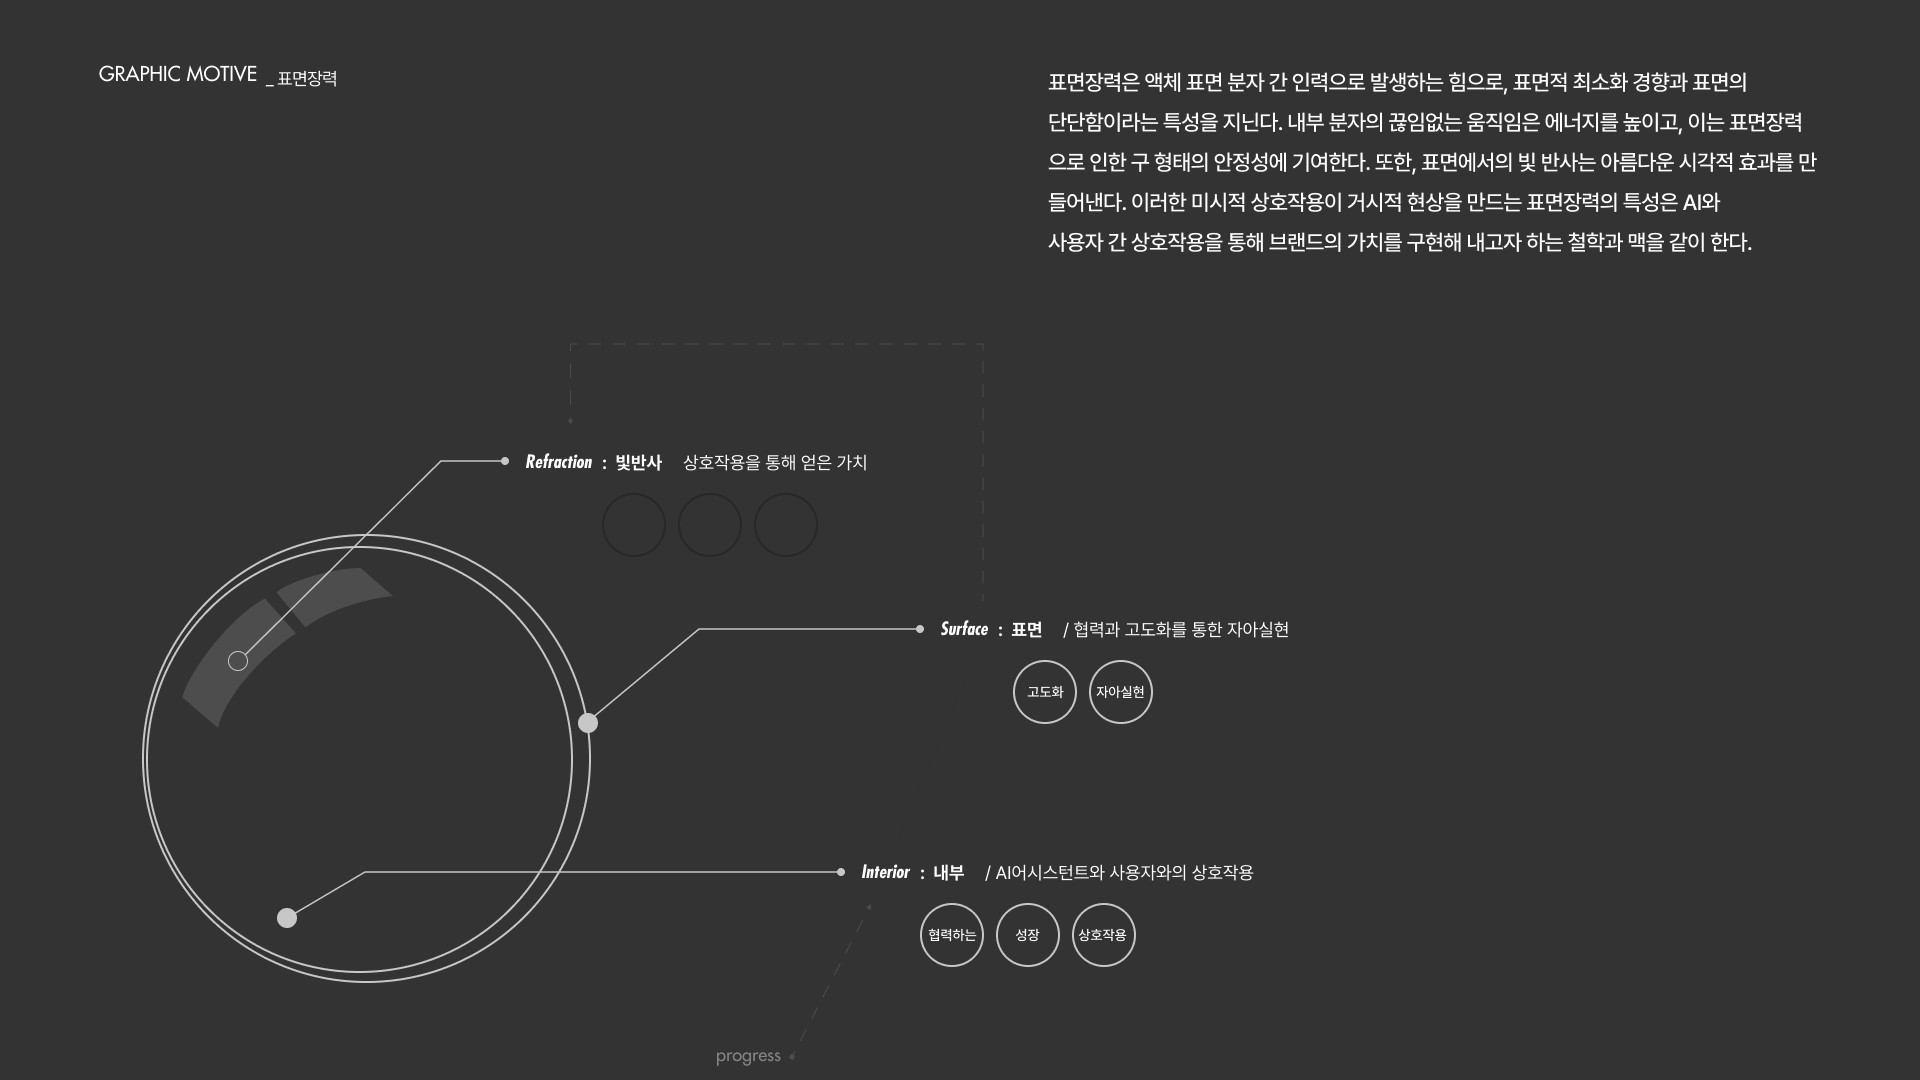 GRAPHIC MOTIVE _ 표면장력
표면장력은 액체 표면 분자 간 인력으로 발생하는 힘으로, 표면적 최소화 경향과 표면의
단단함이라는 특성을 지닌다. 내부 분자의 끊임없는 움직임은 에너지를 높이고, 이는 표면장력
으로 인한 구 형태의 안정성에 기여한다. 또한, 표면에서의 빛 반사는 아름다운 시각적 효과를 만
들어낸다. 이러한 미시적 상호작용이 거시적 현상을 만드는 표면장력의 특성은 AI와
사용자 간 상호작용을 통해 브랜드의 가치를 구현해 내고자 하는 철학과 맥을 같이 한다.
Refraction : 빛반사 상호작용을 통해 얻은 가치
Surface : 표면 / 협력과 고도화를 통한 자아실현
고도화 자아실현
Interior : 내부 / AI어시스턴트와 사용자와의 상호작용
협력하는 성장 상호작용
progress